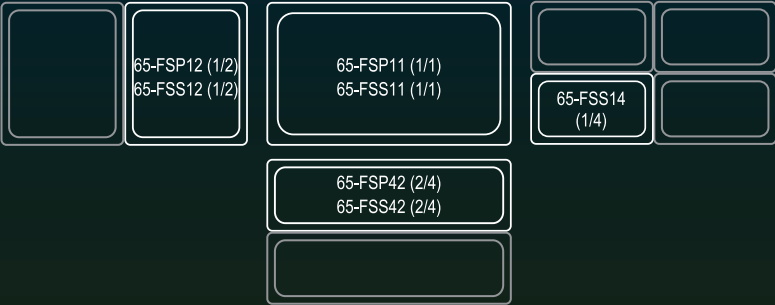 65-FSP12 (1/2)
65-FSS12 (1/2)
65-FSP11 (1/1)
65-FSS11 (1/1)
65-FSS14
(1/4)
65-FSP42 (2/4)
65-FSS42 (2/4)